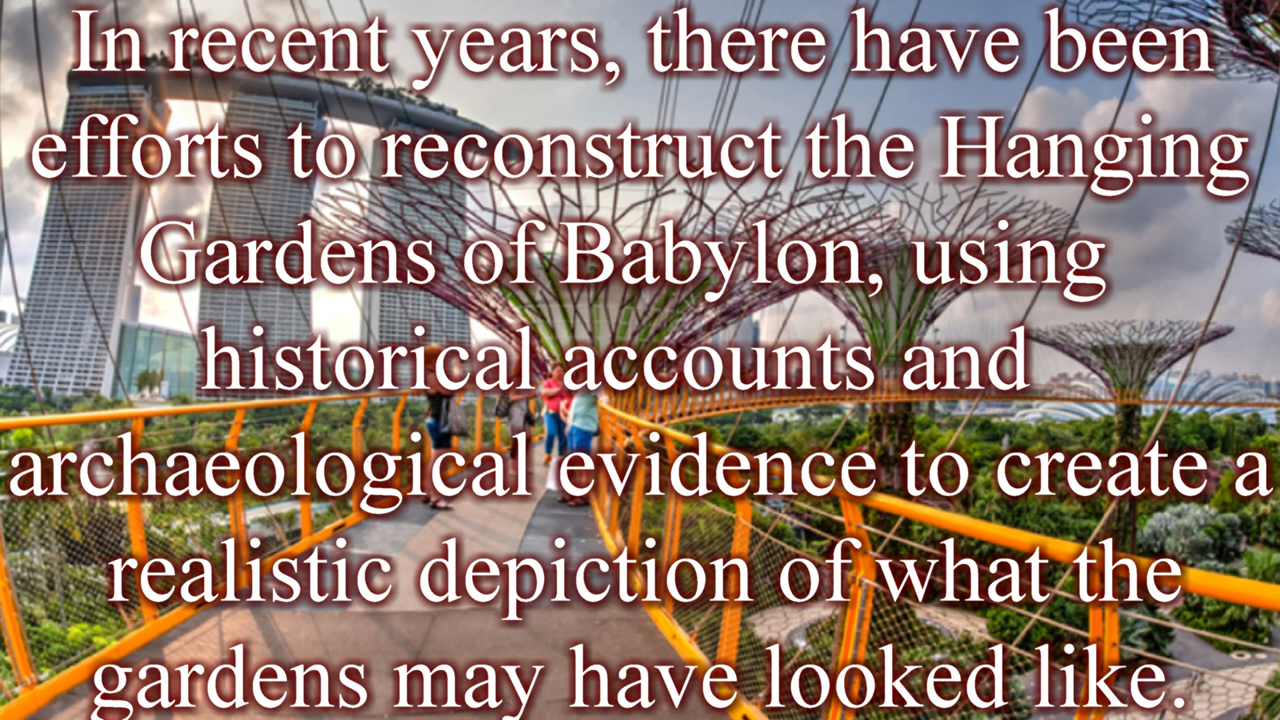 In recent years, there have been
efforts to reconstruct the Hanging
Gardens of Babylon, using
historical accounts and
archaeological evidence to create a
realistic depiction of what the
gardens may have looked like.